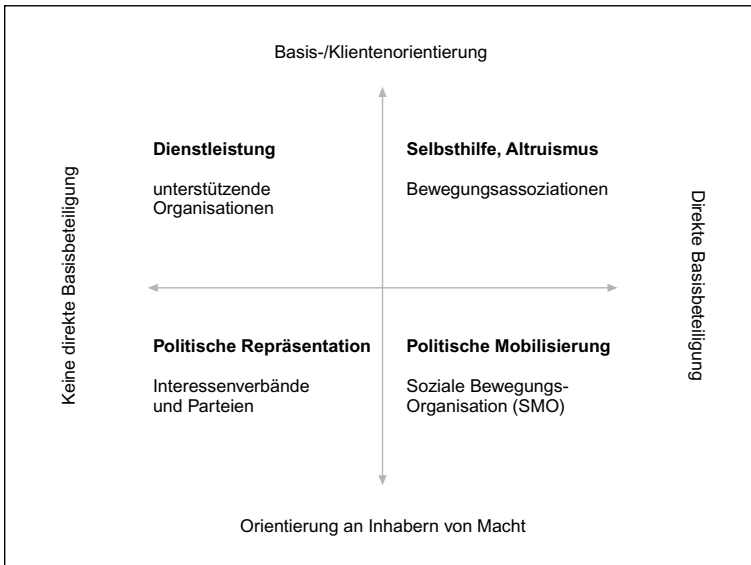 Basis-/Klientenorientierung
Keine direkte Basisbeteiligung
Dienstleistung
unterstützende
Organisationen
Selbsthilfe, Altruismus
Bewegungsassoziationen
Direkte Basisbeteiligung
Politische Repräsentation
Interessenverbände
und Parteien
Politische Mobilisierung
Soziale Bewegungs-
Organisation (SMO)
Orientierung an Inhabern von Macht